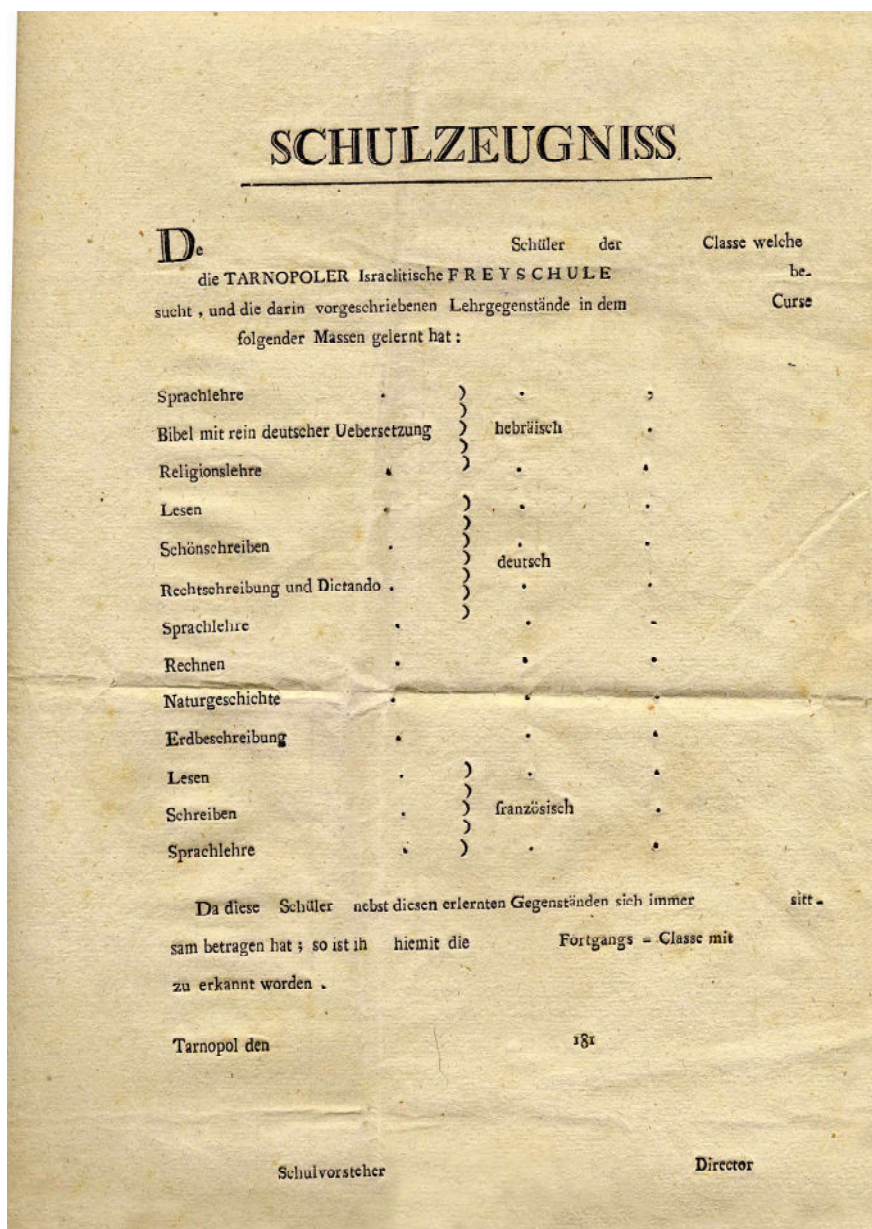 SCHULZEUGNISS.
De Schüler der Classe welche
die TARNOPOLER Israelitische FREYSCHULE be-
sucht, und die darin vorgeschriebenen Lehrgegenstände in dem Curse
folgender Massen gelernt hat:
Sprachlehre
Bibel mit rein deutscher Uebersetzung hebräisch
Religionslehre
Lesen
Schönschreiben
deutsch
Rechtschreibung und Dictando
Sprachlehre
Rechnen
Naturgeschichte
Erdbeschreibung
Lesen
Schreiben französisch
Sprachlehre
Da diese Schüler nebst diesen erlernten Gegenständen sich immer sitt-
sam betragen hat; so ist ih hiemit die Fortgangs = Classe mit
zu erkannt worden.
Tarnopol den 181
Schulvorsteher Director